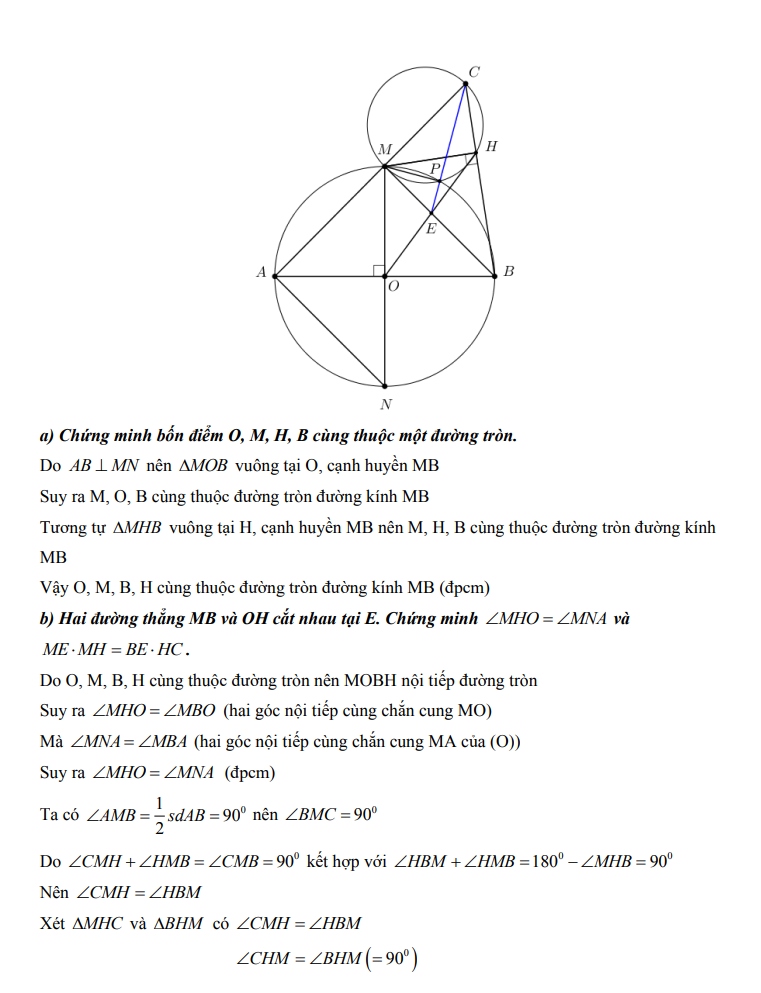 C
M
H
P
E
A
B
O
N
a) Chứng minh bốn điểm O, M, H, B cùng thuộc một đường tròn.
Do AB ⊥ MN nên ΔMOB vuông tại O, cạnh huyền MB
Suy ra M, O, B cùng thuộc đường tròn đường kính MB
Tương tự ΔMHB vuông tại H, cạnh huyền MB nên M, H, B cùng thuộc đường tròn đường kính
MB
Vậy O, M, B, H cùng thuộc đường tròn đường kính MB (đpcm)
b) Hai đường thẳng MB và OH cắt nhau tại E. Chứng minh ∠MHO = ∠MNA và
ME·MH = BE·HC.
Do O, M, B, H cùng thuộc đường tròn nên MOBH nội tiếp đường tròn
Suy ra ∠MHO = ∠MBO (hai góc nội tiếp cùng chắn cung MO)
Mà ∠MNA = ∠MBA (hai góc nội tiếp cùng chắn cung MA của (O))
Suy ra ∠MHO = ∠MNA (đpcm)
Ta có ∠AMB = 1/2 sdAB = 90⁰ nên ∠BMC = 90⁰
Do ∠CMH + ∠HMB = ∠CMB = 90⁰ kết hợp với ∠HBM + ∠HMB = 180⁰ − ∠MHB = 90⁰
Nên ∠CMH = ∠HBM
Xét ΔMHC và ΔBHM có ∠CMH = ∠HBM
∠CHM = ∠BHM (= 90⁰)